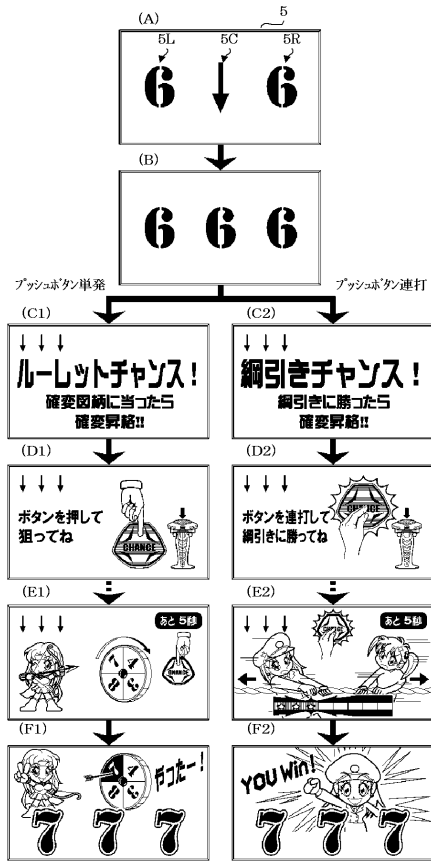 (A)
5
5L
5C
5R
6
6
(B)
6 6 6
プッシュボタン単発
プッシュボタン連打
(C1)
ルーレットチャンス!
確変図柄に当ったら
確変昇格!!
(C2)
綱引きチャンス!
綱引きに勝ったら
確変昇格!!
(D1)
ボタンを押して
狙ってね
CHANCE
(D2)
ボタンを連打して
綱引きに勝ってね
CHANCE
(E1)
あと5秒
7
4
CHANCE
(E2)
あと5秒
CHANCE
(F1)
やったー!
4
7 7 7
(F2)
YOU Win!
7 7 7